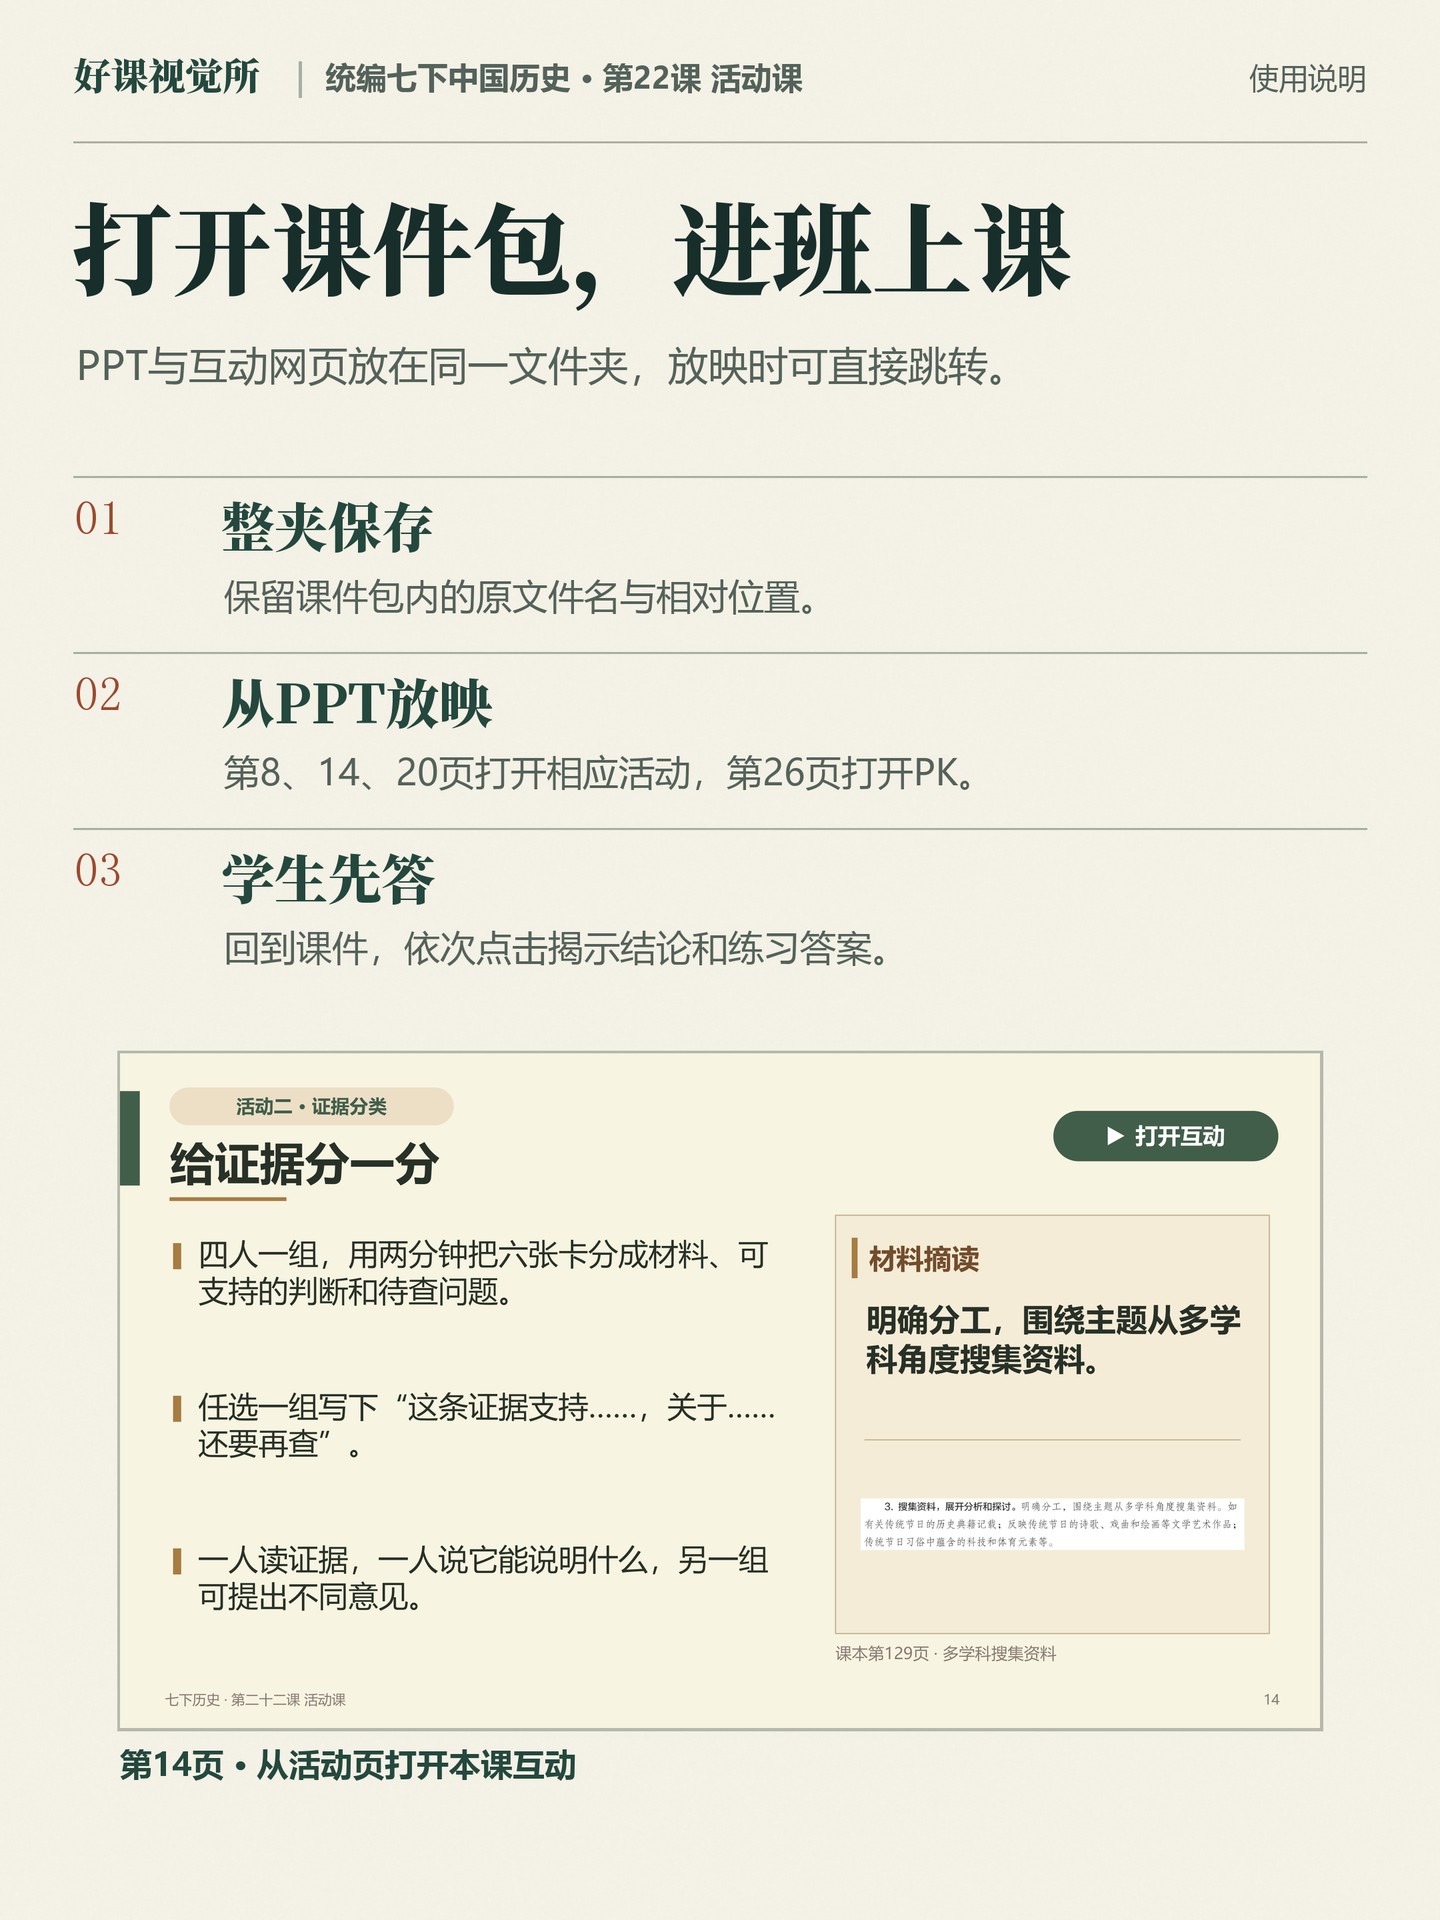 好课视觉所 | 统编七下中国历史 • 第22课 活动课
使用说明
打开课件包，进班上课
PPT与互动网页放在同一文件夹，放映时可直接跳转。
01
整夹保存
保留课件包内的原文件名与相对位置。
02
从PPT放映
第8、14、20页打开相应活动，第26页打开PK。
03
学生先答
回到课件，依次点击揭示结论和练习答案。
活动二 • 证据分类
给证据分一分
▶ 打开互动
四人一组，用两分钟把六张卡分成材料、可
支持的判断和待查问题。
任选一组写下“这条证据支持……，关于……
还要再查”。
一人读证据，一人说它能说明什么，另一组
可提出不同意见。
材料摘读
明确分工，围绕主题从多学
科角度搜集资料。
3. 搜集资料，展开分析和探讨。明确分工，围绕主题从多学科角度搜集资料。如
有关传统节日的历史典籍记载；反映传统节日的诗歌、戏曲和绘画等文学艺术作品；
传统节日习俗中蕴含的科技和体育元素等。
课本第129页 · 多学科搜集资料
七下历史 · 第二十二课 活动课
14
第14页 • 从活动页打开本课互动